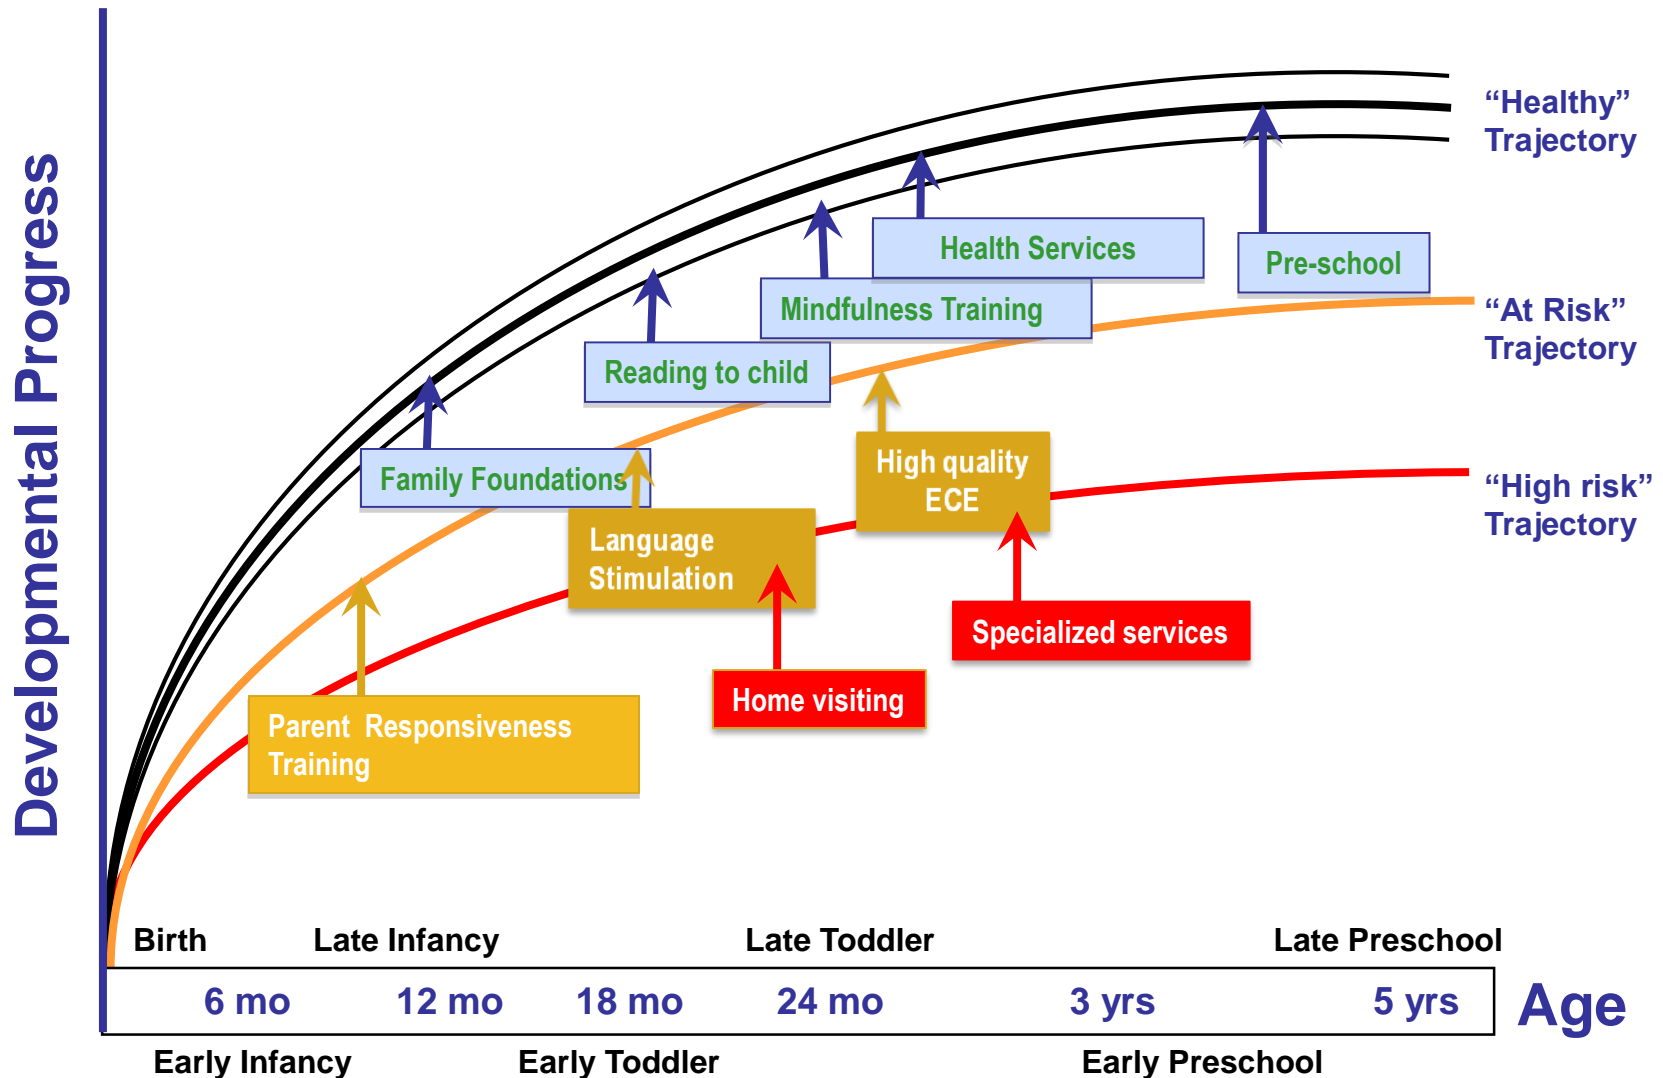 Developmental Progress
“Healthy”
Trajectory
Health Services
Pre-school
Mindfulness Training
“At Risk”
Trajectory
Reading to child
Family Foundations
High quality
ECE
“High risk”
Trajectory
Language
Stimulation
Specialized services
Home visiting
Parent Responsiveness
Training
Birth
Late Infancy
Late Toddler
Late Preschool
6 mo
12 mo
18 mo
24 mo
3 yrs
5 yrs
Age
Early Infancy
Early Toddler
Early Preschool